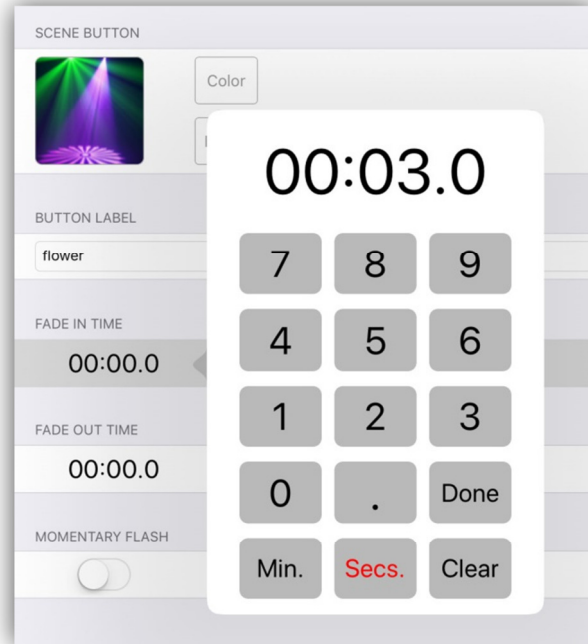 SCENE BUTTON
Color
BUTTON LABEL
flower
FADE IN TIME
00:00.0
FADE OUT TIME
00:00.0
MOMENTARY FLASH
00:03.0
7 8 9
4 5 6
1 2 3
0 . Done
Min. Secs. Clear